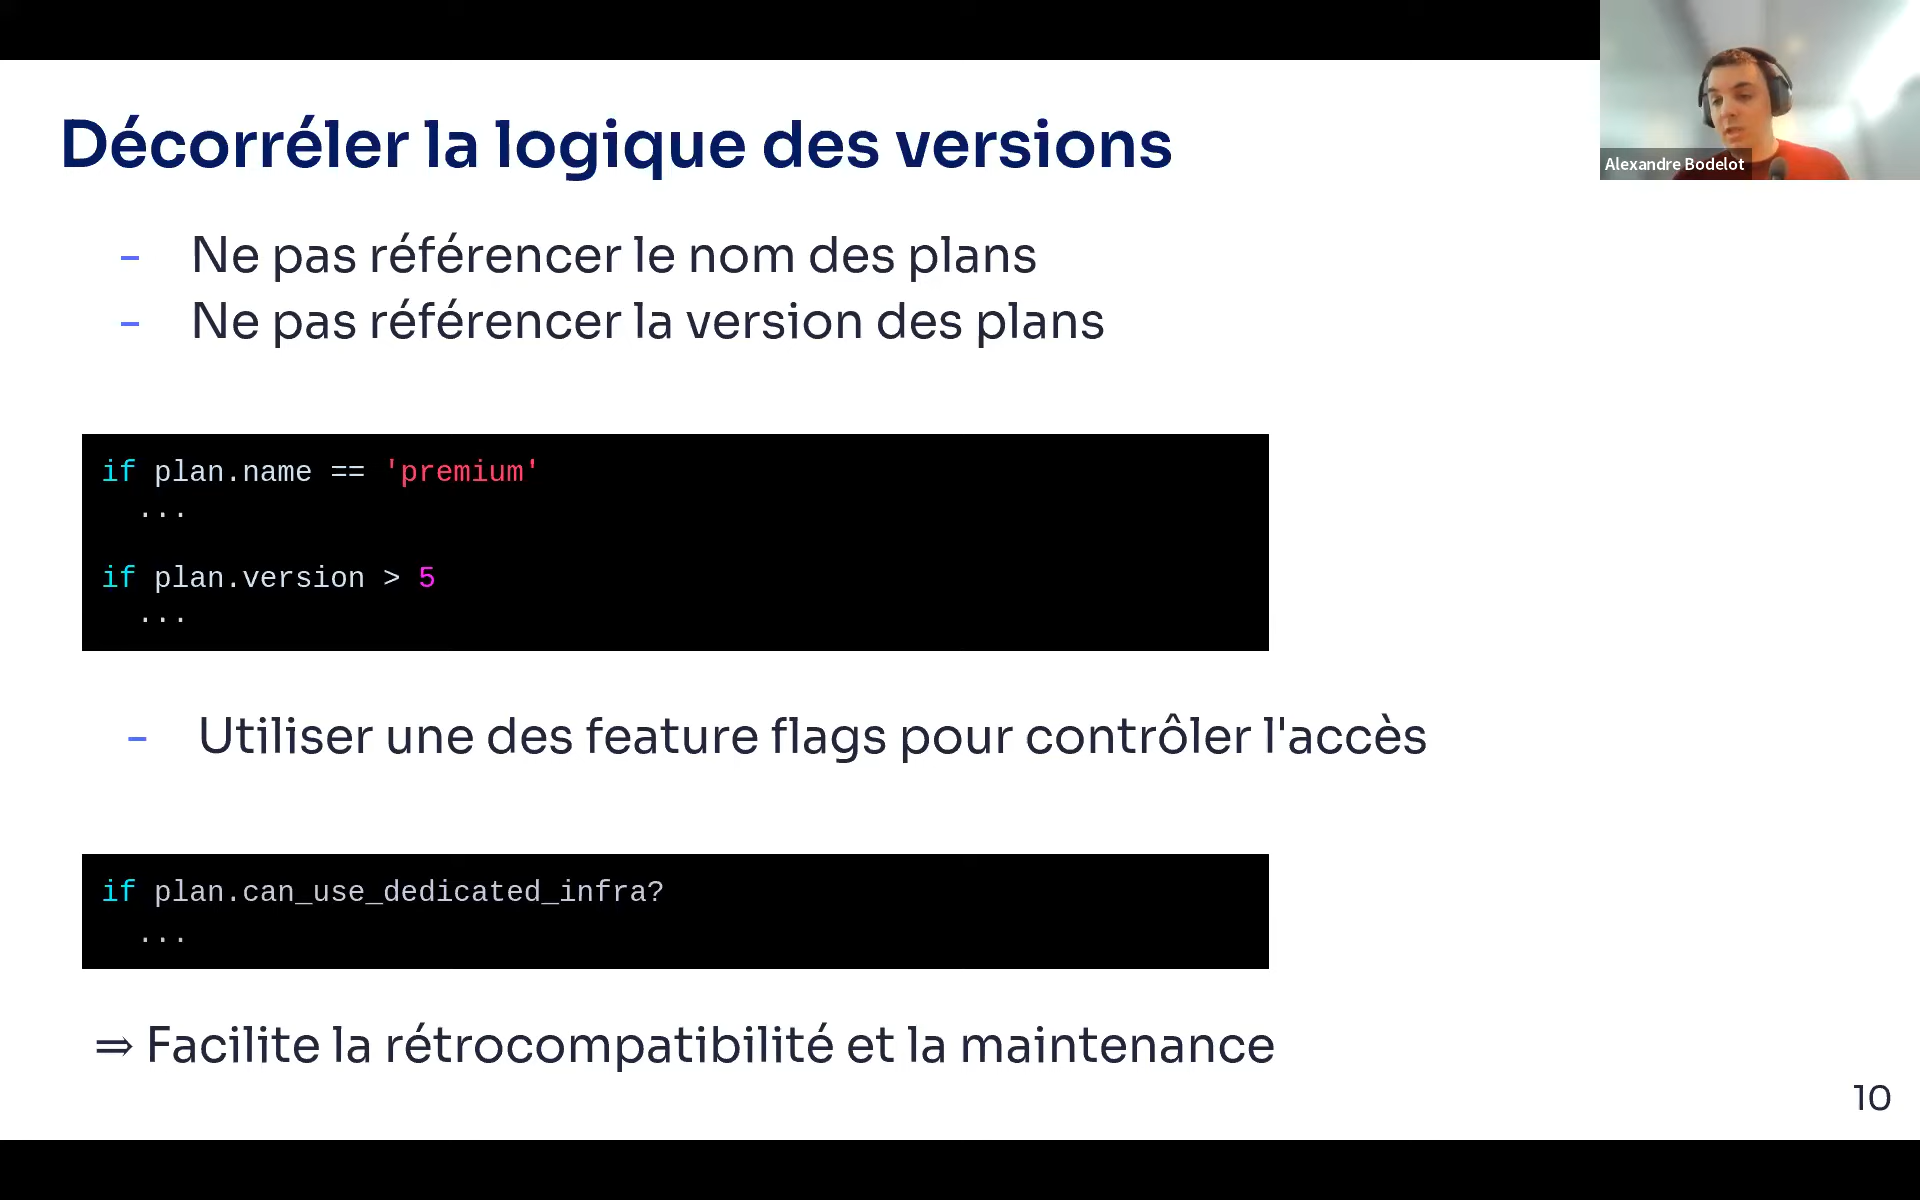 Décorréler la logique des versions
Alexandre Bodelot
- Ne pas référencer le nom des plans
- Ne pas référencer la version des plans
if plan.name == 'premium'
...
if plan.version > 5
...
- Utiliser une des feature flags pour contrôler l'accès
if plan.can_use_dedicated_infra?
...
⇒ Facilite la rétrocompatibilité et la maintenance
10